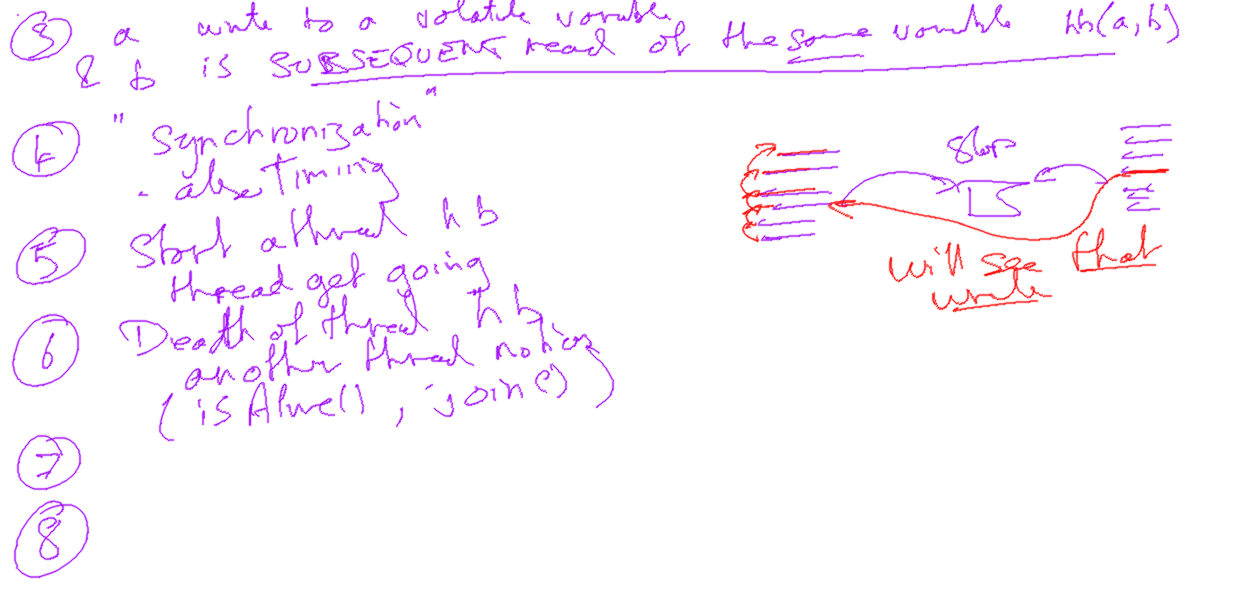 ③ a write to a volatile variable
& b is SUBSEQUENT read of the same variable hb(a,b)
④ "Synchronization"
- also Timing
⑤ Start a thread hb
thread get going
⑥ Death of thread hb
another thread notices
(isAlive(), join())
⑦
⑧
stop
will see that
write